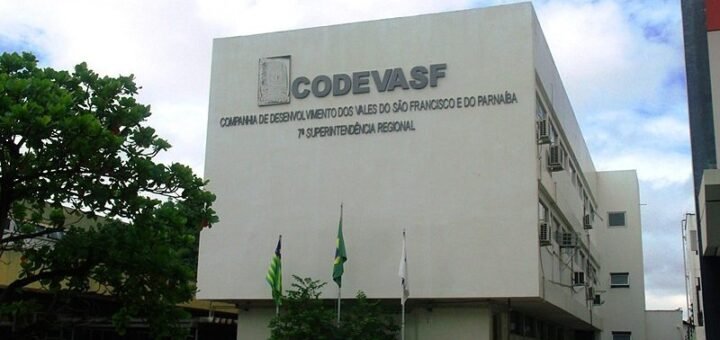 CODEVASF
COMPANHIA DE DESENVOLVIMENTO DOS VALES DO SÃO FRANCISCO E DO PARNAÍBA
7ª SUPERINTENDÊNCIA REGIONAL